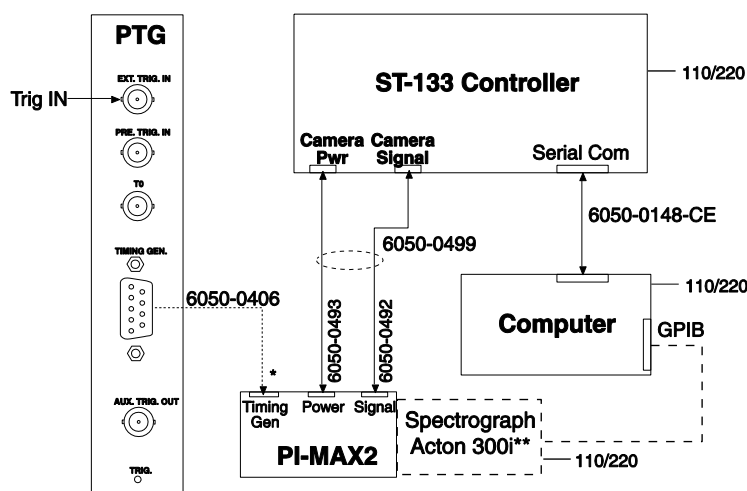 PTG
EXT. TRIG. IN
Trig IN
PRE. TRIG. IN
T0
TIMING GEN.
6050-0406
AUX. TRIG. OUT
TRIG.
ST-133 Controller
110/220
Camera
Pwr
Camera
Signal
Serial Com
6050-0148-CE
6050-0499
6050-0493
6050-0492
Computer
110/220
GPIB
*
Timing
Gen
Power
Signal
PI-MAX2
Spectrograph
Acton 300i**
110/220